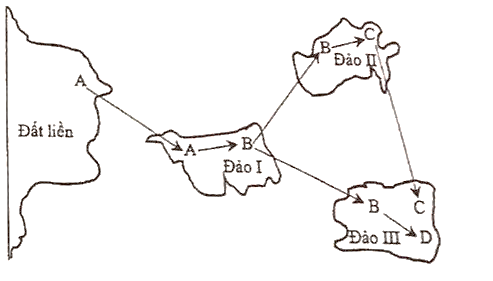 A
Đất liền
A B
Đảo I
B C
Đảo II
B C
Đảo III D